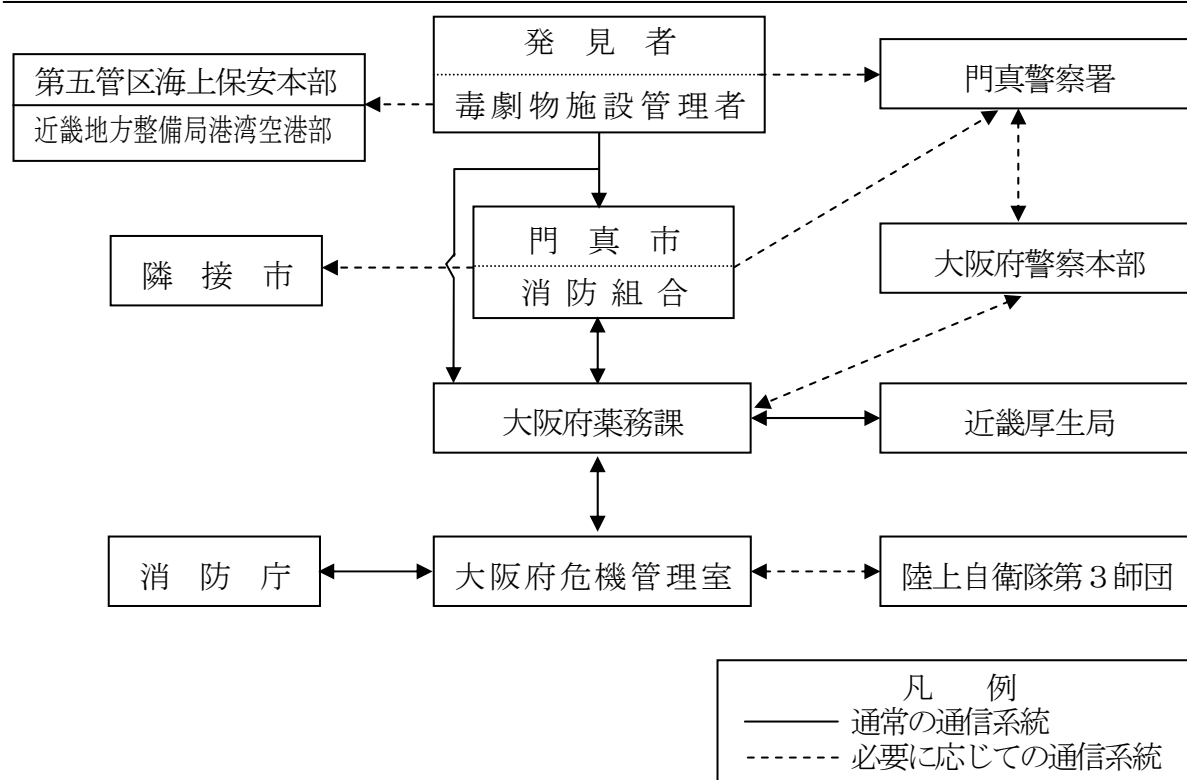 発見者
毒劇物施設管理者
第五管区海上保安本部
近畿地方整備局港湾空港部
門真警察署
門真市
消防組合
隣接市
大阪府警察本部
大阪府薬務課
近畿厚生局
消防庁
大阪府危機管理室
陸上自衛隊第３師団
凡例
通常の通信系統
必要に応じての通信系統